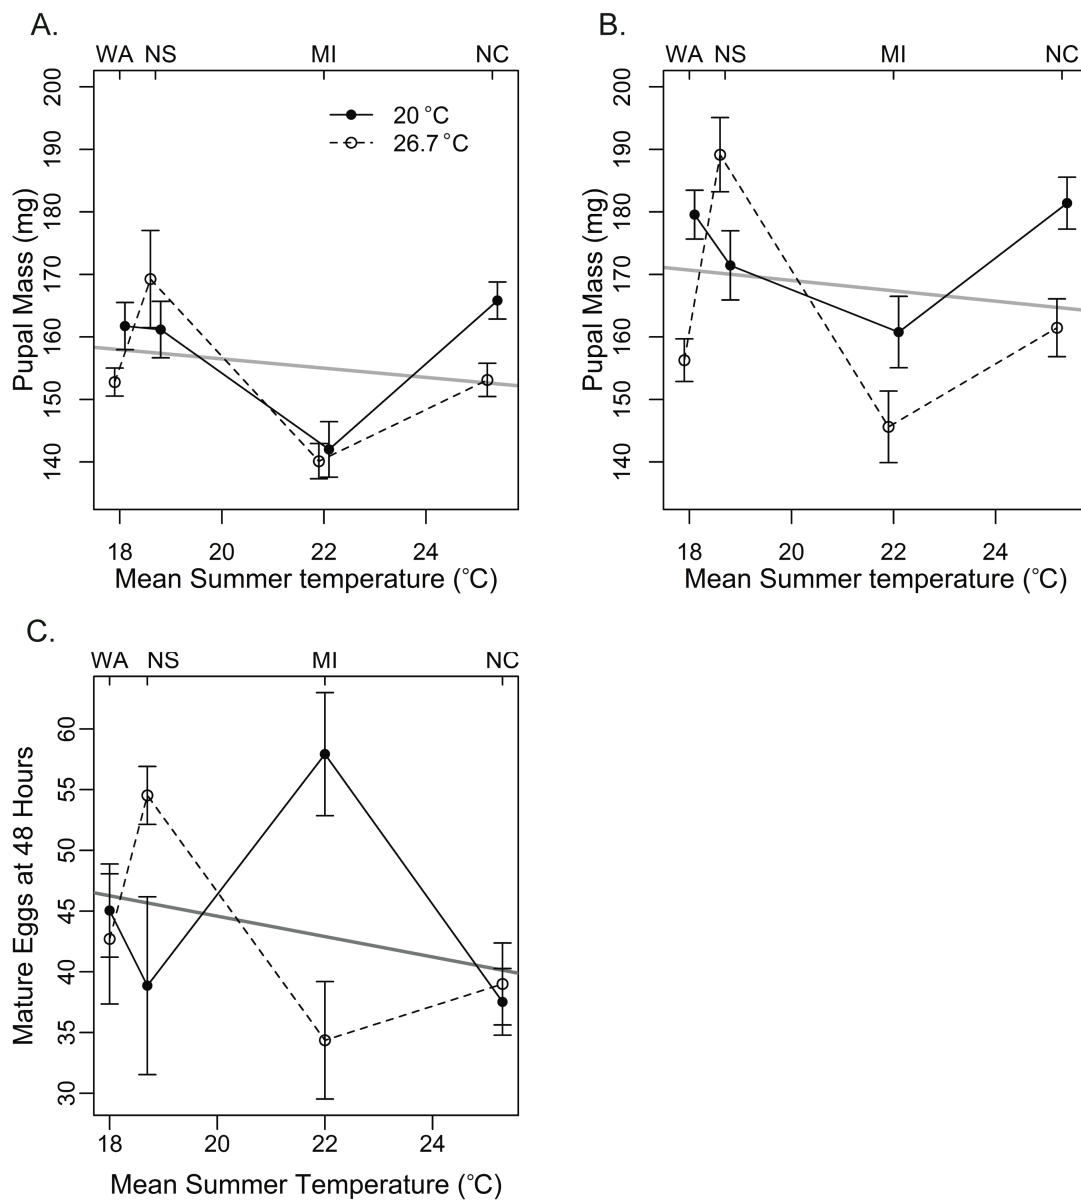 A.
WA NS MI NC
200
190
180
170
160
150
140
Pupal Mass (mg)
20 °C
26.7 °C
18 20 22 24
Mean Summer temperature (°C)
B.
WA NS MI NC
200
190
180
170
160
150
140
Pupal Mass (mg)
18 20 22 24
Mean Summer temperature (°C)
C.
WA NS MI NC
60
55
50
45
40
35
30
Mature Eggs at 48 Hours
18 20 22 24
Mean Summer Temperature (°C)